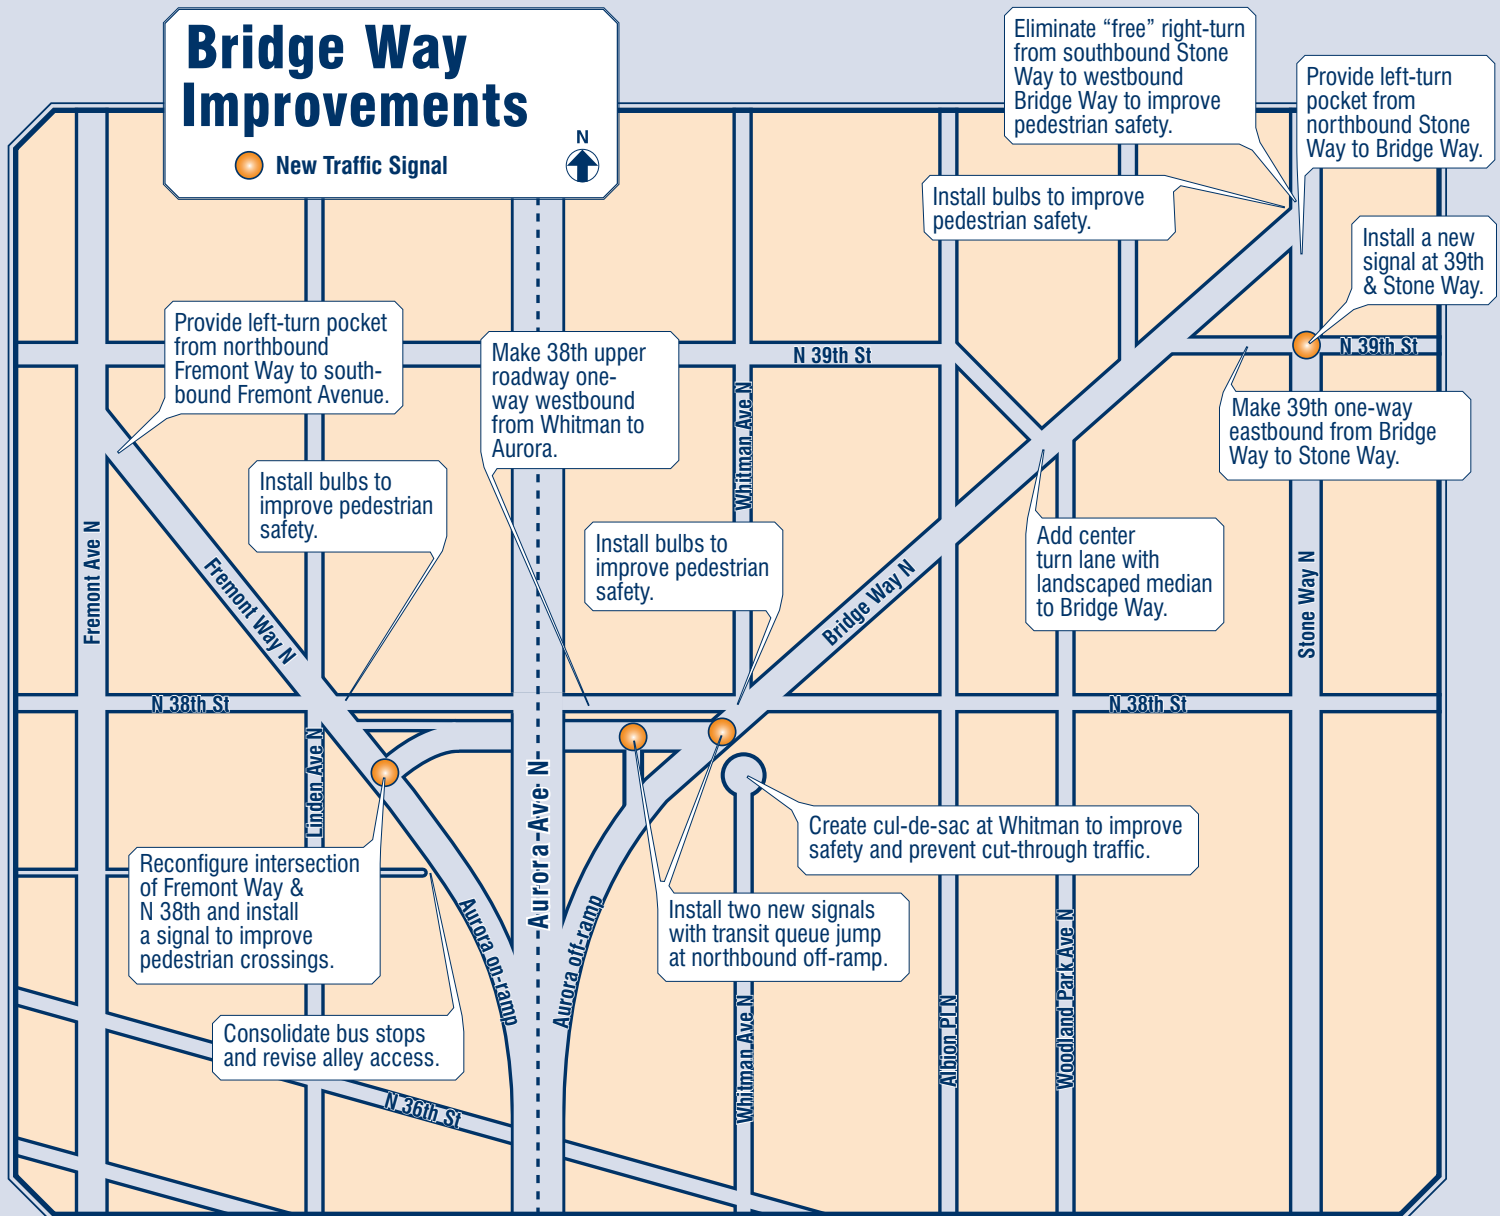 Bridge Way
Improvements
New Traffic Signal
N
Eliminate “free” right-turn
from southbound Stone
Way to westbound
Bridge Way to improve
pedestrian safety.
Provide left-turn
pocket from
northbound Stone
Way to Bridge Way.
Install bulbs to improve
pedestrian safety.
Install a new
signal at 39th
& Stone Way.
Provide left-turn pocket
from northbound
Fremont Way to south-
bound Fremont Avenue.
Make 38th upper
roadway one-
way westbound
from Whitman to
Aurora.
N 39th St
N 39th St
Whitman Ave N
Make 39th one-way
eastbound from Bridge
Way to Stone Way.
Install bulbs to
improve pedestrian
safety.
Install bulbs to
improve pedestrian
safety.
Add center
turn lane with
landscaped median
to Bridge Way.
Fremont Ave N
Fremont Way N
Bridge Way N
Stone Way N
N 38th St
N 38th St
Linden Ave N
Aurora Ave N
Create cul-de-sac at Whitman to improve
safety and prevent cut-through traffic.
Reconfigure intersection
of Fremont Way &
N 38th and install
a signal to improve
pedestrian crossings.
Aurora on-ramp
Aurora off-ramp
Install two new signals
with transit queue jump
at northbound off-ramp.
Consolidate bus stops
and revise alley access.
Whitman Ave N
Albion Pl N
Woodland Park Ave N
N 36th St